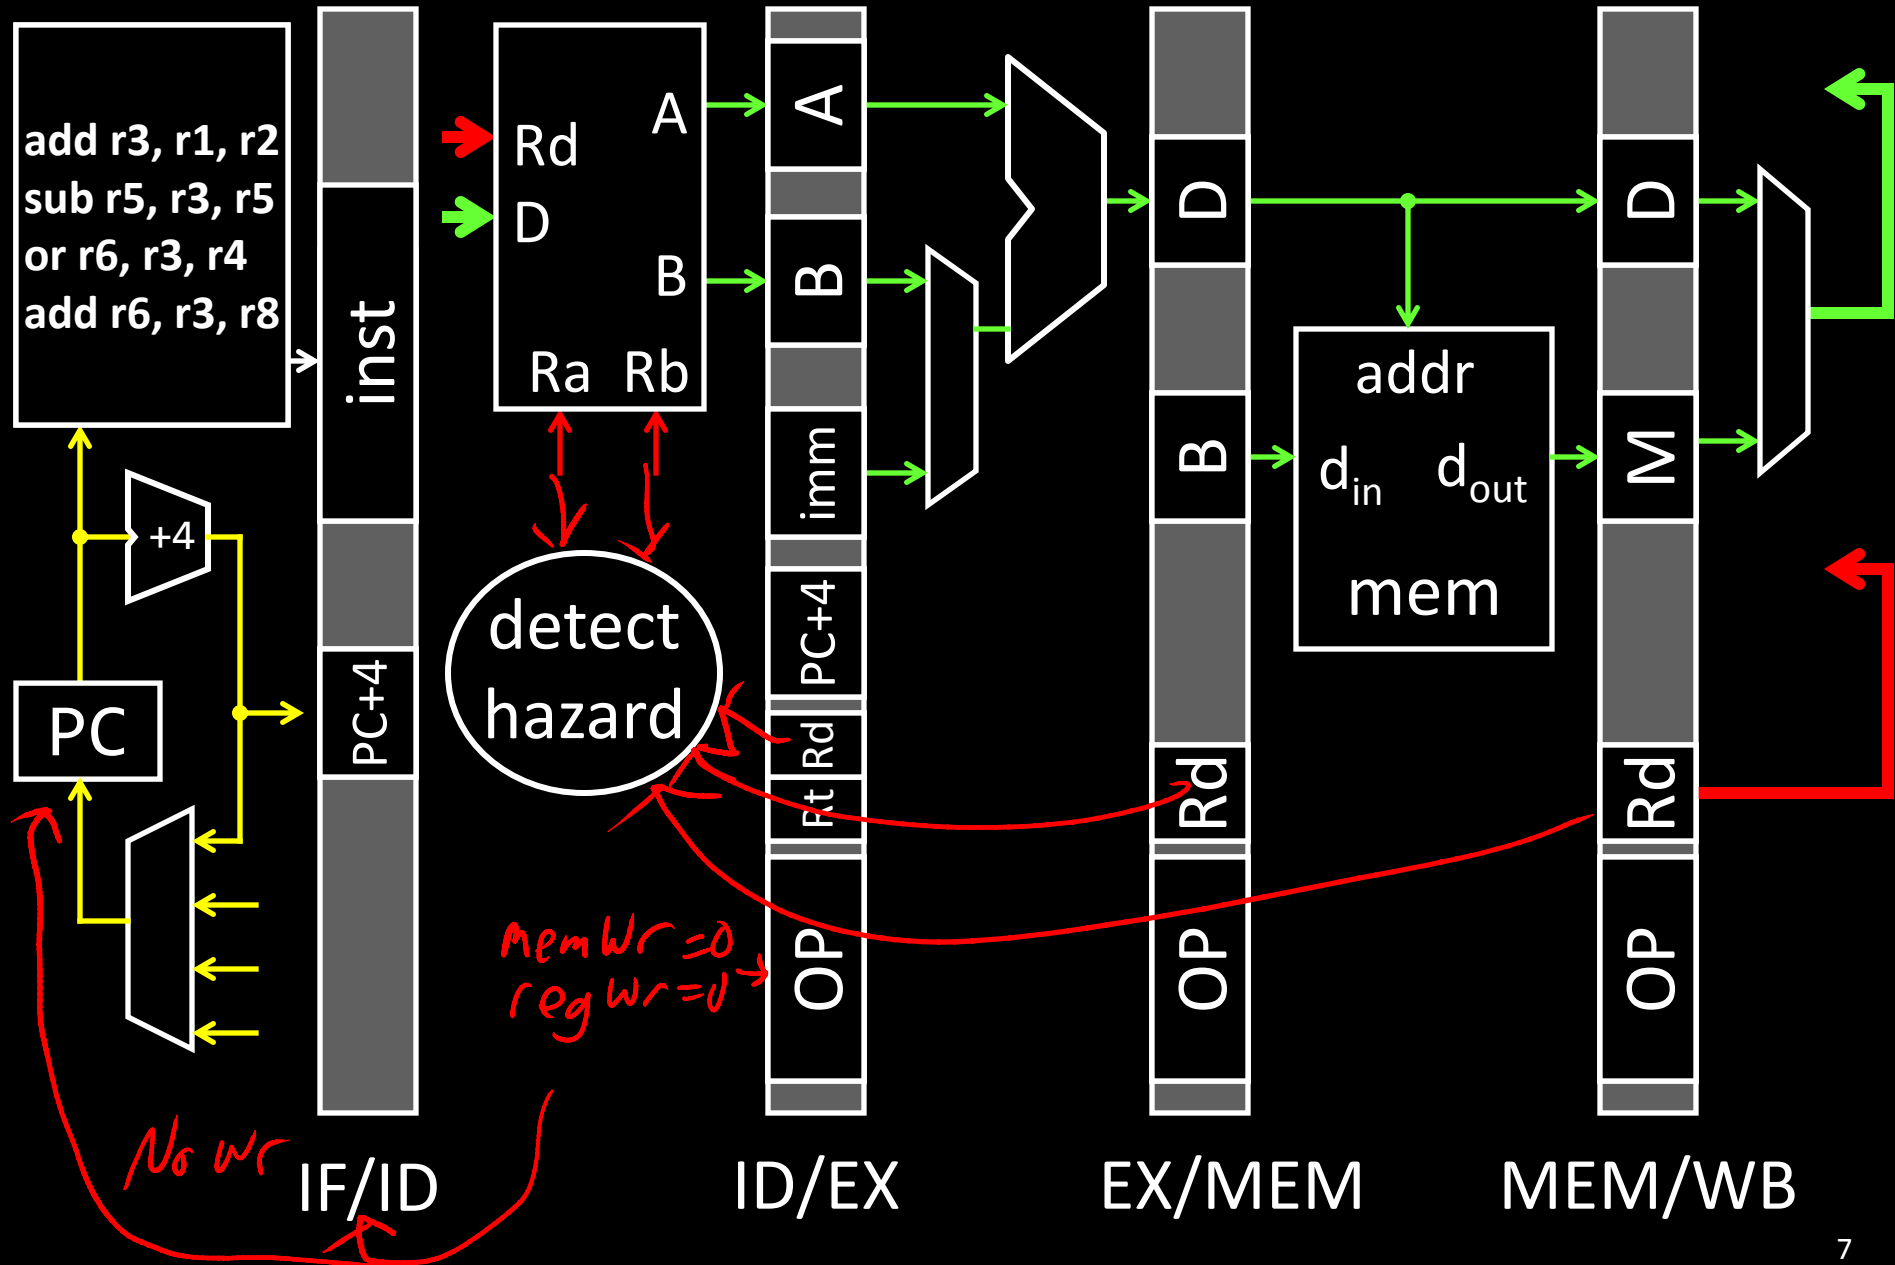 add r3, r1, r2
sub r5, r3, r5
or r6, r3, r4
add r6, r3, r8
+4
PC
inst
PC+4
Rd
D
A
B
Ra Rb
detect
hazard
A
B
imm
PC+4
Rd
Rt
OP
memWr=0
regWr=0
No wr
D
B
Rd
OP
addr
din dout
mem
D
M
Rd
OP
IF/ID
ID/EX
EX/MEM
MEM/WB
7